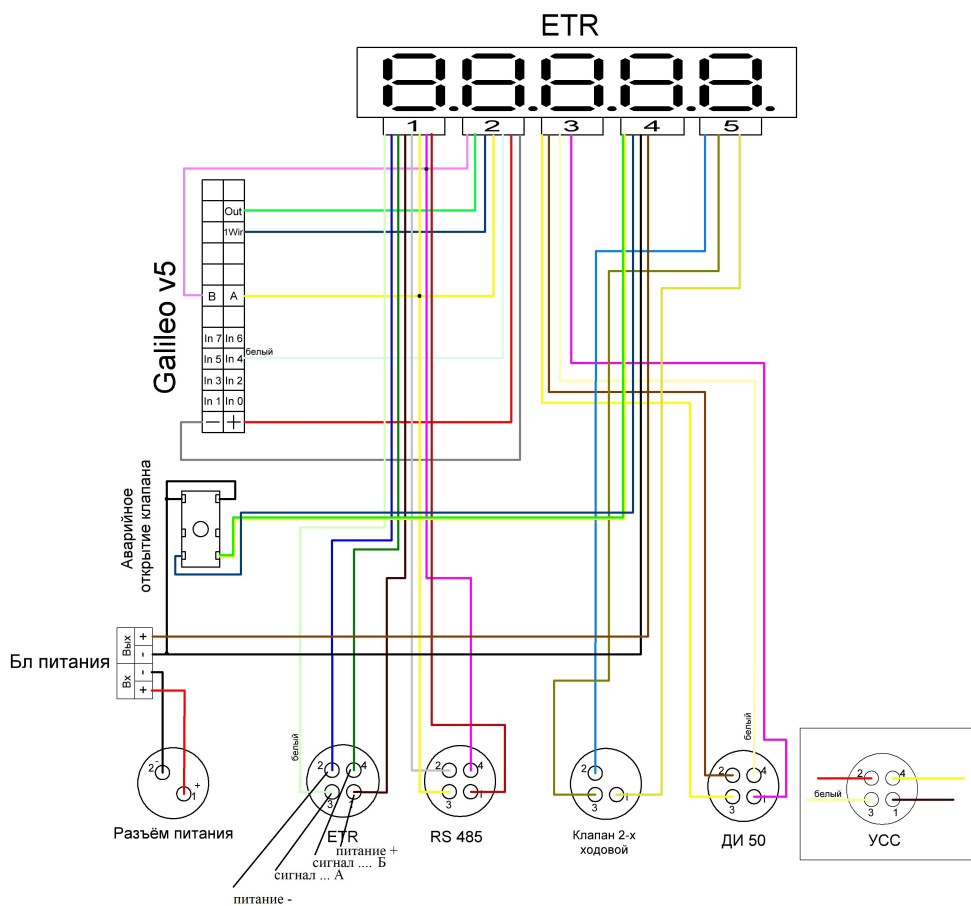 ETR
1 2 3 4 5
Galileo v5
Out
1Wir
B A
In 7 In 6
In 5 In 4 белый
In 3 In 2
In 1 In 0
— +
Аварийное
открытие клапана
Бл питания
Вых + -
Вх - +
2 -
1 +
Разъём питания
белый
2 4
3 1
ETR
питание +
сигнал .... Б
сигнал ... А
питание -
2 4
3 1
RS 485
2
3 1
Клапан 2-х
ходовой
белый
2 4
3 1
ДИ 50
2 4
белый
3 1
УСС